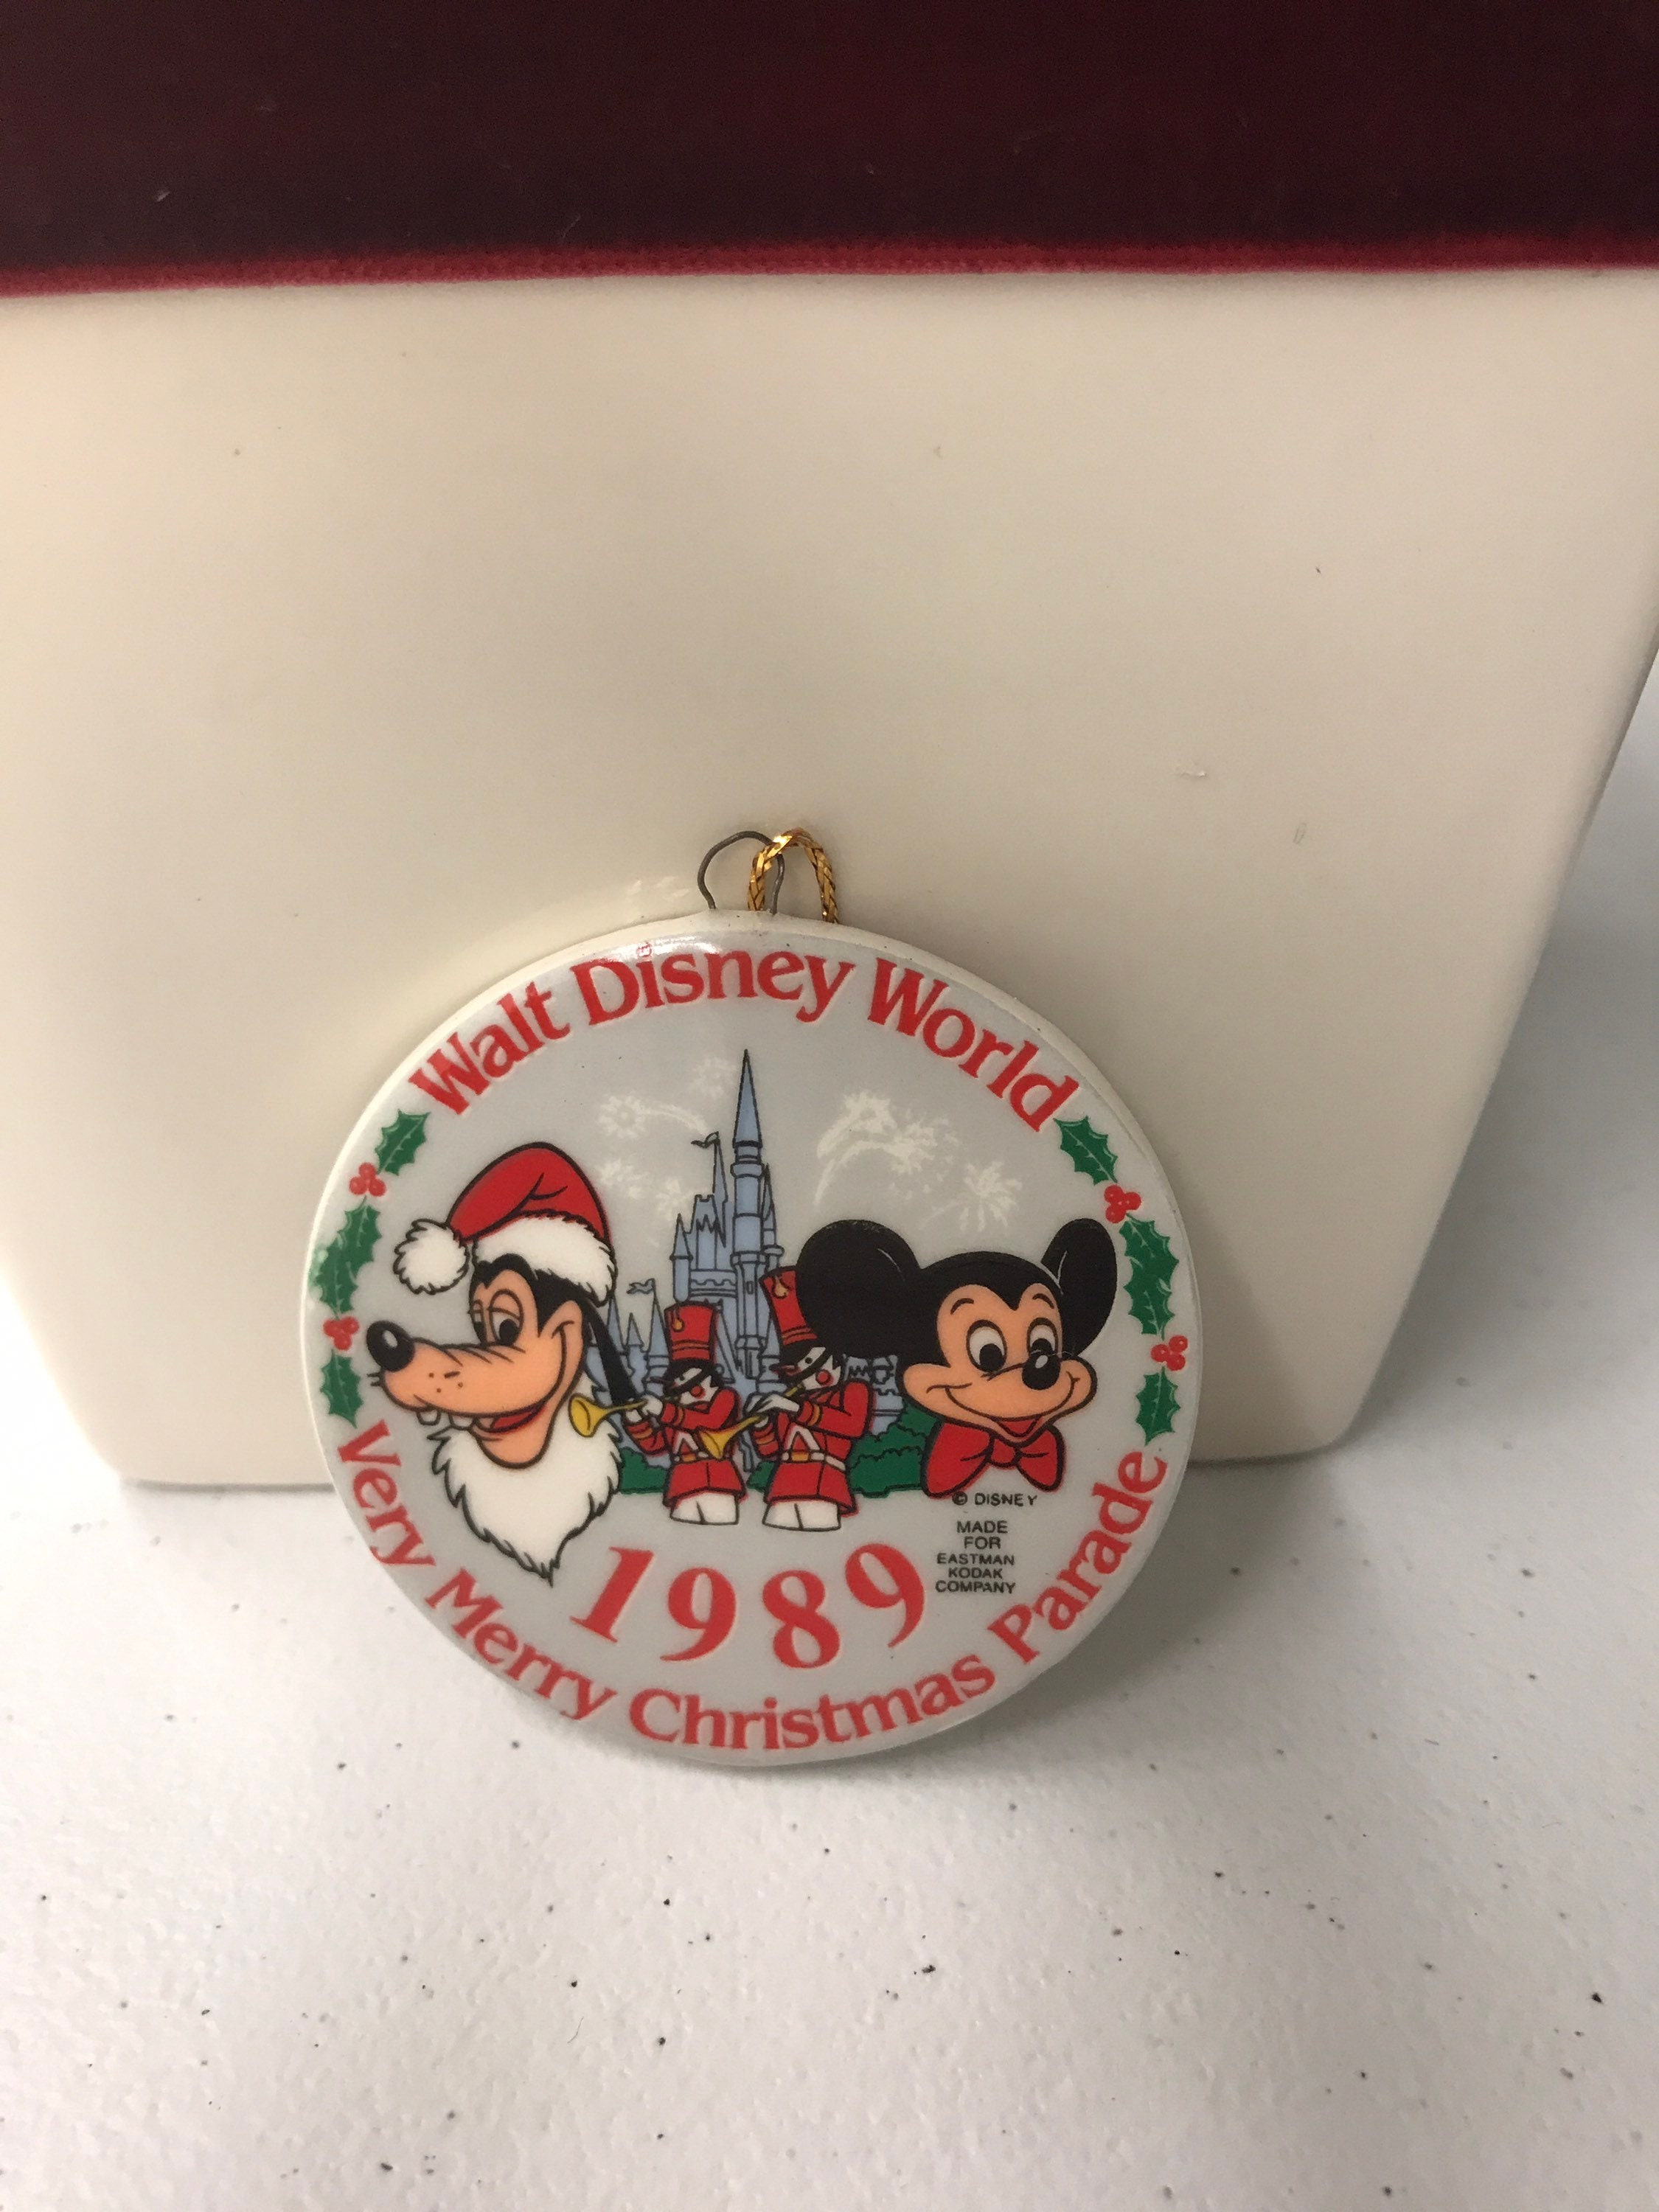 Walt Disney World
© DISNEY
MADE
FOR
EASTMAN
KODAK
COMPANY
1989
Very Merry Christmas Parade